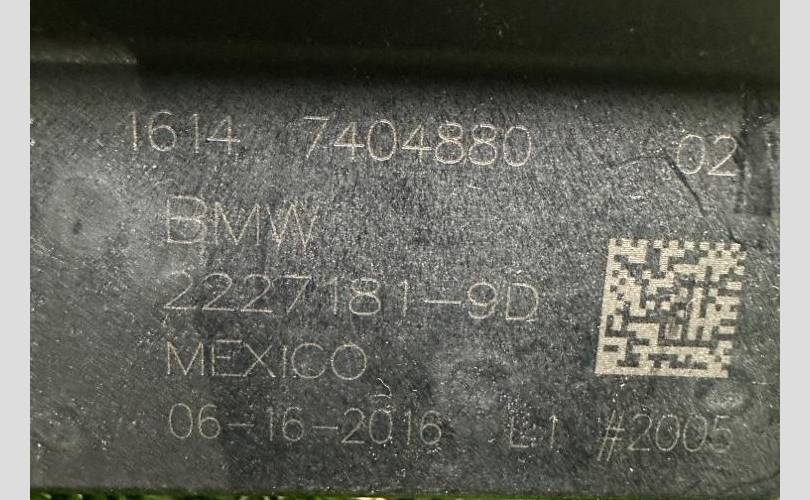 1614 7404880 02
BMW
2227181-9D
MEXICO
06-16-2016 L1 #2005